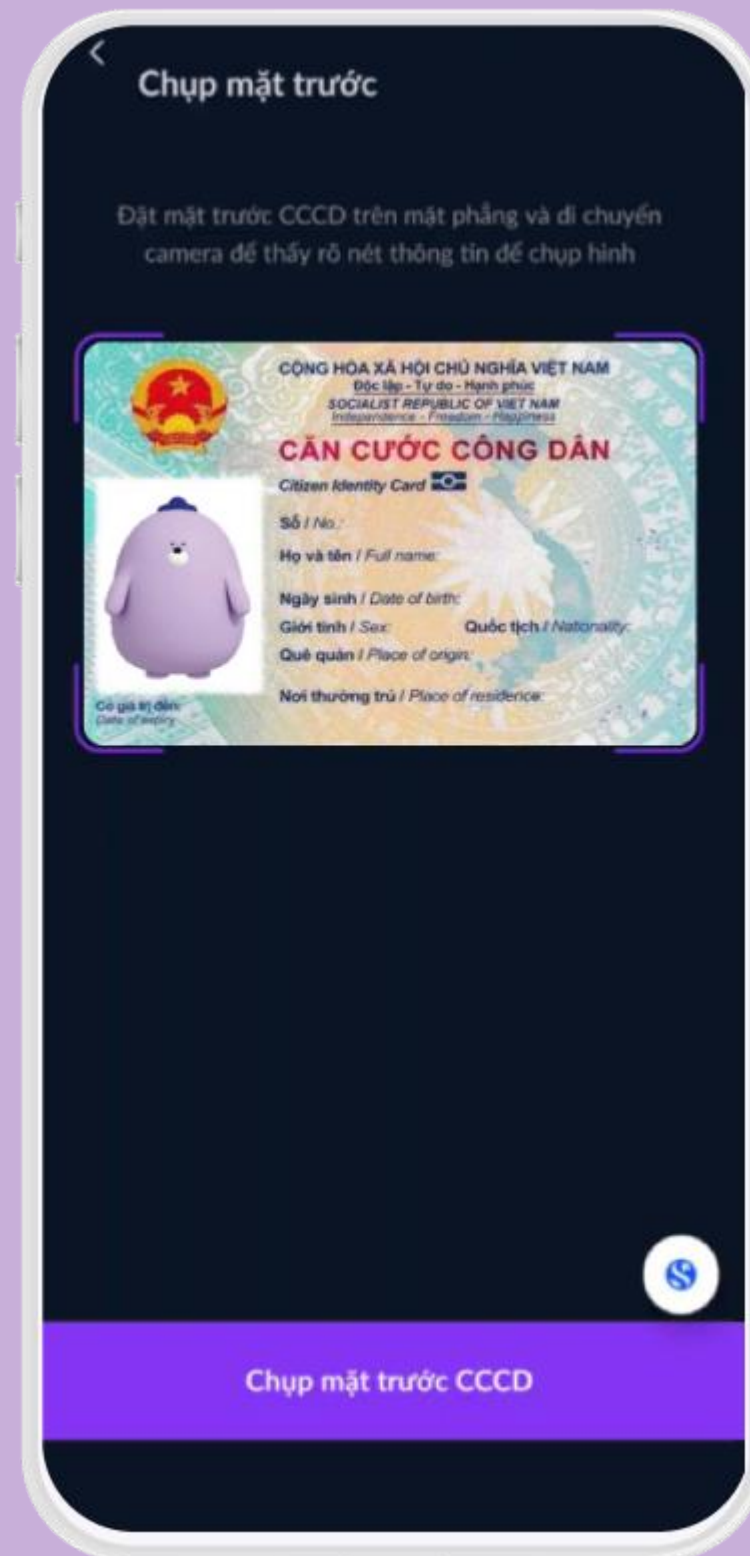 Chụp mặt trước
Đặt mặt trước CCCD trên mặt phẳng và di chuyển
camera để thấy rõ nét thông tin để chụp hình
CỘNG HÒA XÃ HỘI CHỦ NGHĨA VIỆT NAM
Độc lập - Tự do - Hạnh phúc
SOCIALIST REPUBLIC OF VIET NAM
Independence - Freedom - Happiness
CĂN CƯỚC CÔNG DÂN
Citizen Identity Card
Số / No.:
Họ và tên / Full name:
Ngày sinh / Date of birth:
Giới tính / Sex: Quốc tịch / Nationality:
Quê quán / Place of origin:
Nơi thường trú / Place of residence:
Có giá trị đến:
Date of expiry
Chụp mặt trước CCCD